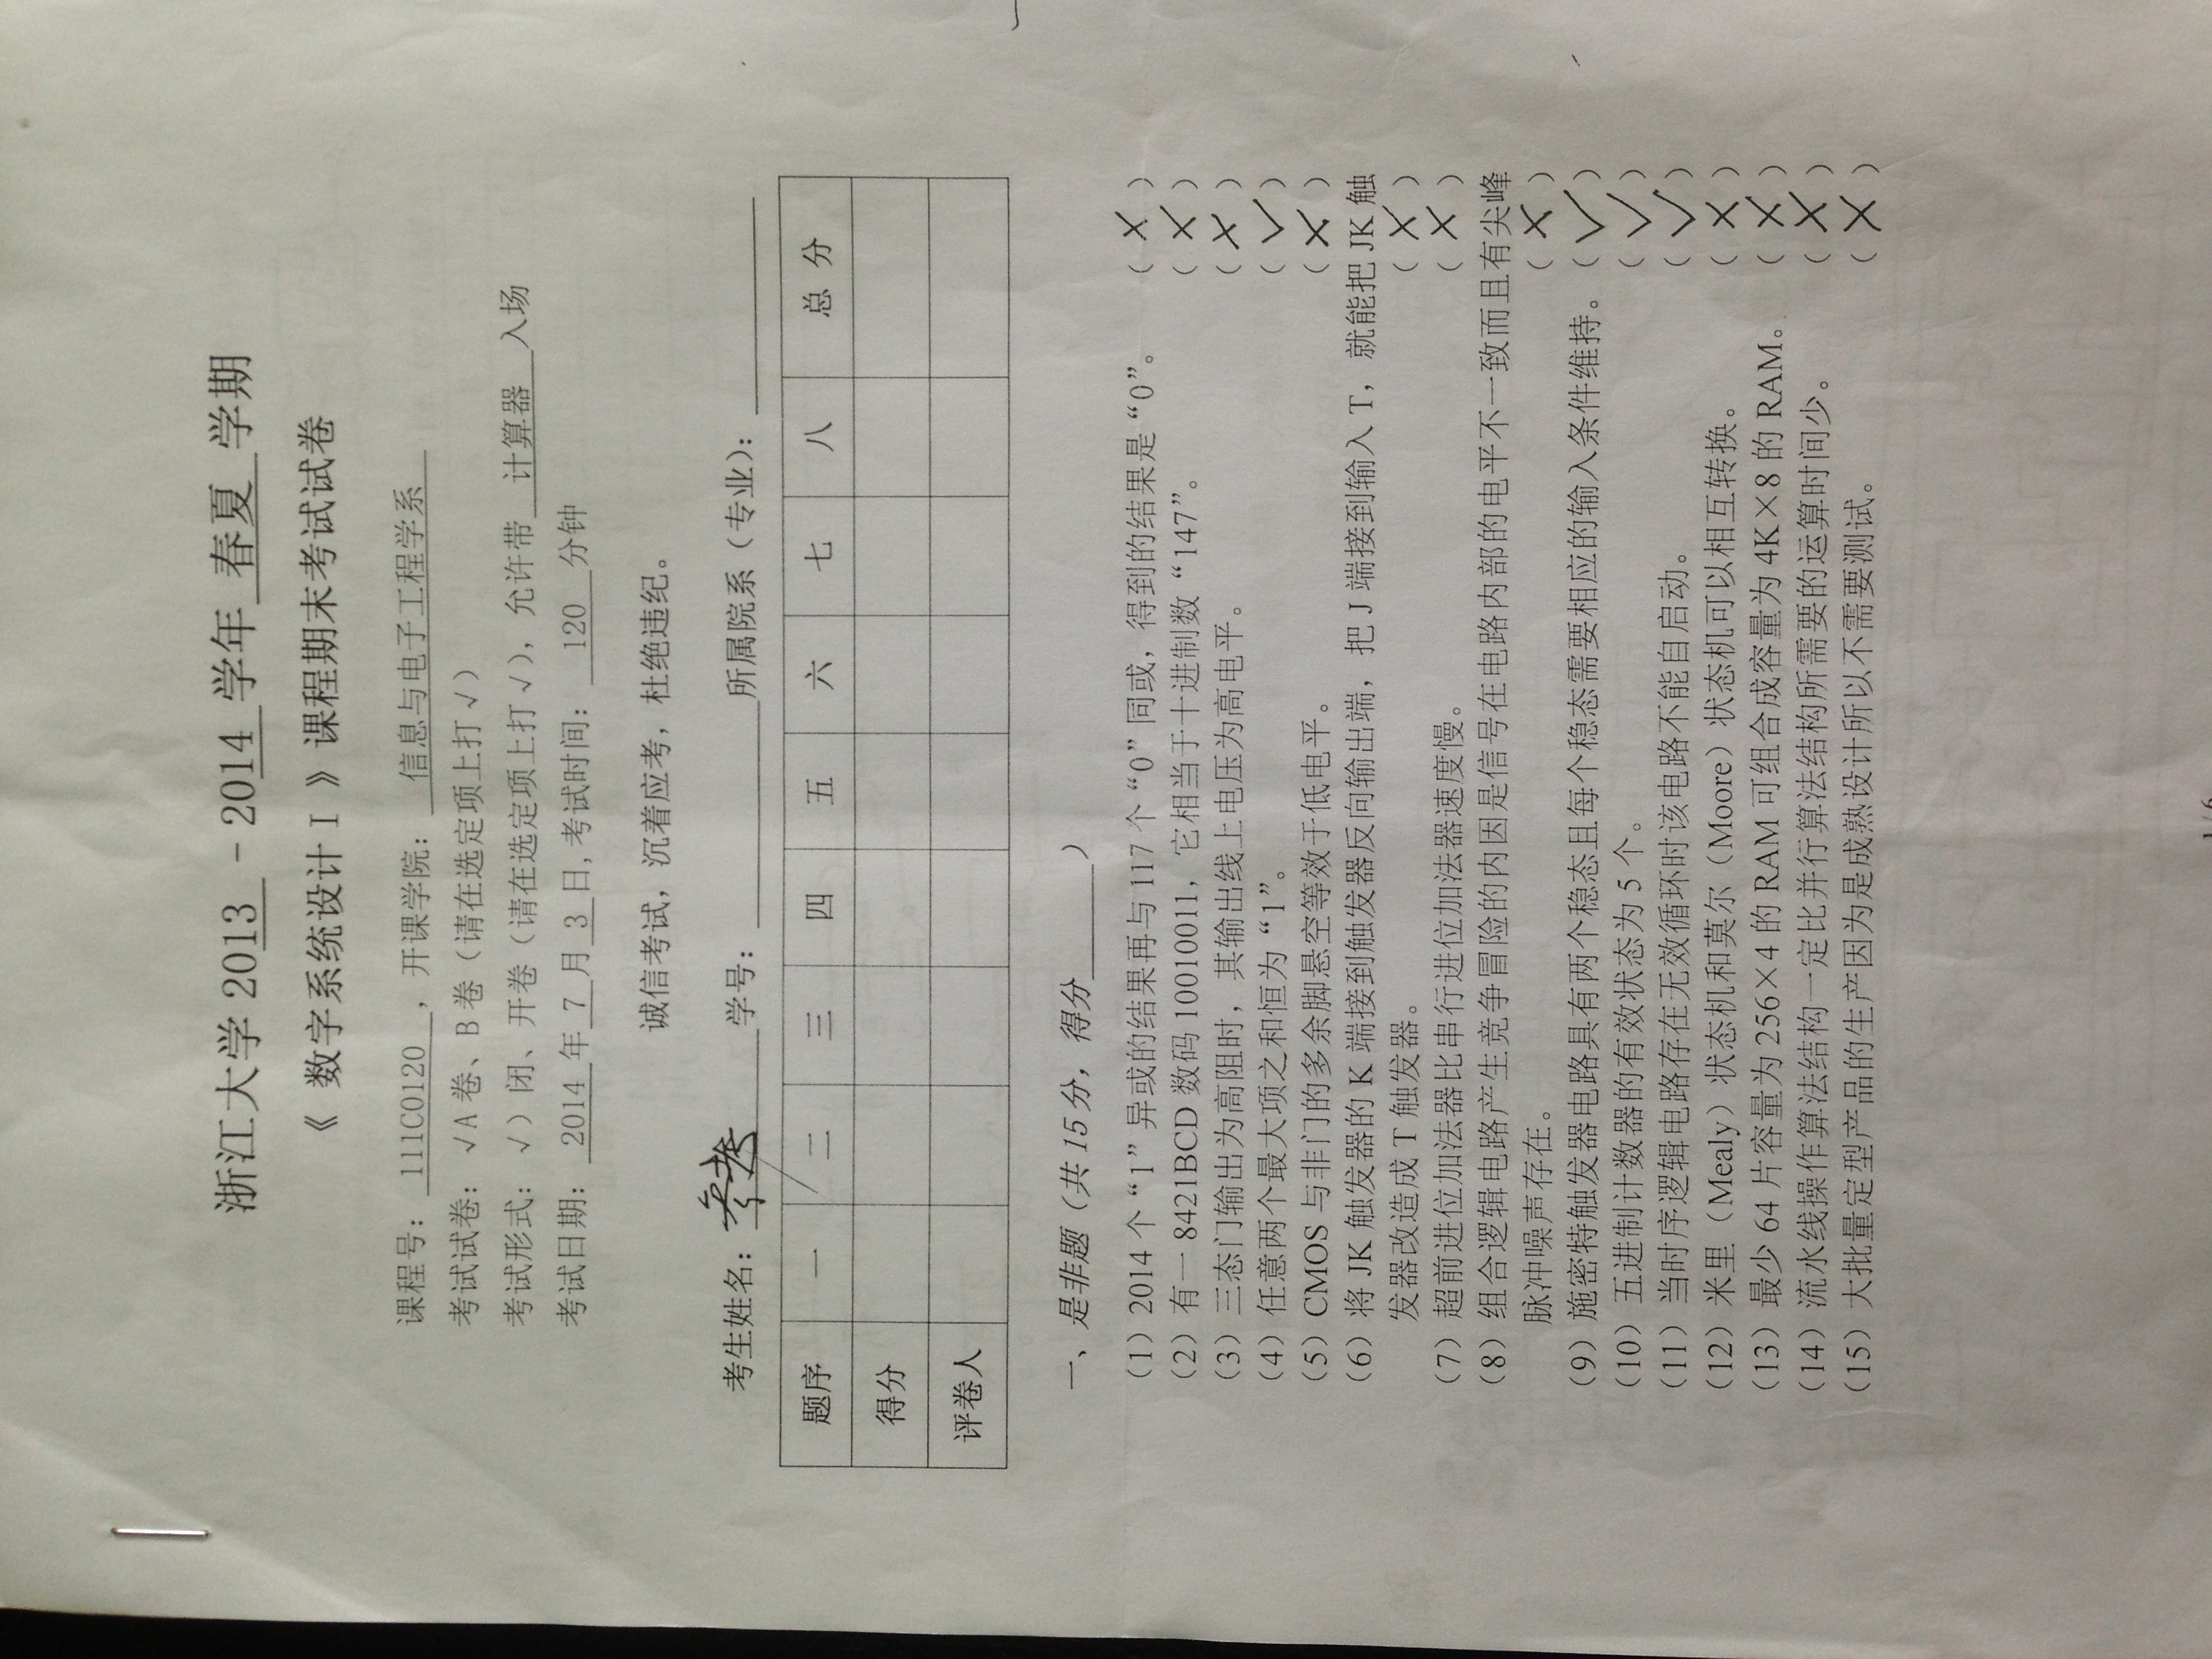 浙江大学 2013 - 2014 学年 春夏 学期
《 数字系统设计 I 》课程期末考试试卷
课程号： 111C0120 ，开课学院： 信息与电子工程学系
考试试卷：√A 卷、B 卷（请在选定项上打√）
考试形式：√）闭、开卷（请在选定项上打√），允许带 计算器 入场
考试日期： 2014 年 7 月 3 日,考试时间： 120 分钟
诚信考试，沉着应考，杜绝违纪。
考生姓名： 参考 学号： 所属院系（专业）：
题序 一 二 三 四 五 六 七 八 总 分
得分
评卷人
一、是非题（共 15 分，得分______）
（1）2014 个“1”异或的结果再与 117 个“0”同或，得到的结果是“0”。 （ × ）
（2）有一 8421BCD 数码 10010011，它相当于十进制数“147”。 （ × ）
（3）三态门输出为高阻时，其输出线上电压为高电平。 （ × ）
（4）任意两个最大项之和恒为“1”。 （ ✓ ）
（5）CMOS 与非门的多余脚悬空等效于低电平。 （ × ）
（6）将 JK 触发器的 K 端接到触发器反向输出端，把 J 端接到输入 T，就能把 JK 触
发器改造成 T 触发器。 （ × ）
（7）超前进位加法器比串行进位加法器速度慢。 （ × ）
（8）组合逻辑电路产生竞争冒险的内因是信号在电路内部的电平不一致而且有尖峰
脉冲噪声存在。 （ × ）
（9）施密特触发器电路具有两个稳态且每个稳态需要相应的输入条件维持。（ ✓ ）
（10）五进制计数器的有效状态为 5 个。 （ ✓ ）
（11）当时序逻辑电路存在无效循环时该电路不能自启动。 （ ✓ ）
（12）米里（Mealy）状态机和莫尔（Moore）状态机可以相互转换。 （ × ）
（13）最少 64 片容量为 256×4 的 RAM 可组合成容量为 4K×8 的 RAM。 （ × ）
（14）流水线操作算法结构一定比并行算法结构所需要的运算时间少。 （ × ）
（15）大批量定型产品的生产因为是成熟设计所以不需要测试。 （ × ）
1 / 6